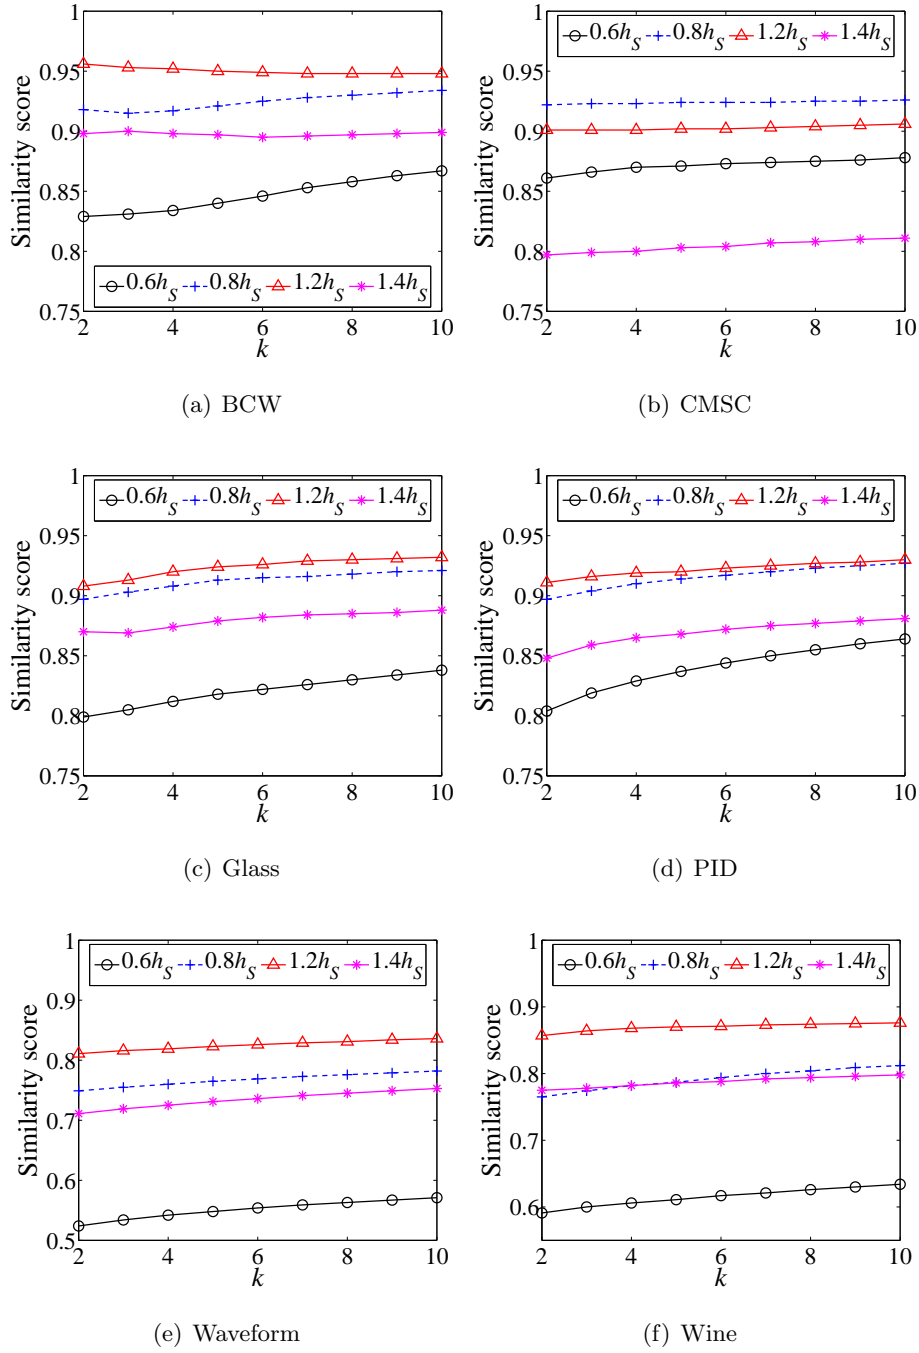 1
0.95
0.9
0.85
0.8
0.75
Similarity score
0.6h_S 0.8h_S 1.2h_S 1.4h_S
2 4 6 8 10
k
(a) BCW
1
0.95
0.9
0.85
0.8
0.75
Similarity score
0.6h_S 0.8h_S 1.2h_S 1.4h_S
2 4 6 8 10
k
(b) CMSC
1
0.95
0.9
0.85
0.8
0.75
Similarity score
0.6h_S 0.8h_S 1.2h_S 1.4h_S
2 4 6 8 10
k
(c) Glass
1
0.95
0.9
0.85
0.8
0.75
Similarity score
0.6h_S 0.8h_S 1.2h_S 1.4h_S
2 4 6 8 10
k
(d) PID
1
0.9
0.8
0.7
0.6
0.5
Similarity score
0.6h_S 0.8h_S 1.2h_S 1.4h_S
2 4 6 8 10
k
(e) Waveform
1
0.9
0.8
0.7
0.6
Similarity score
0.6h_S 0.8h_S 1.2h_S 1.4h_S
2 4 6 8 10
k
(f) Wine